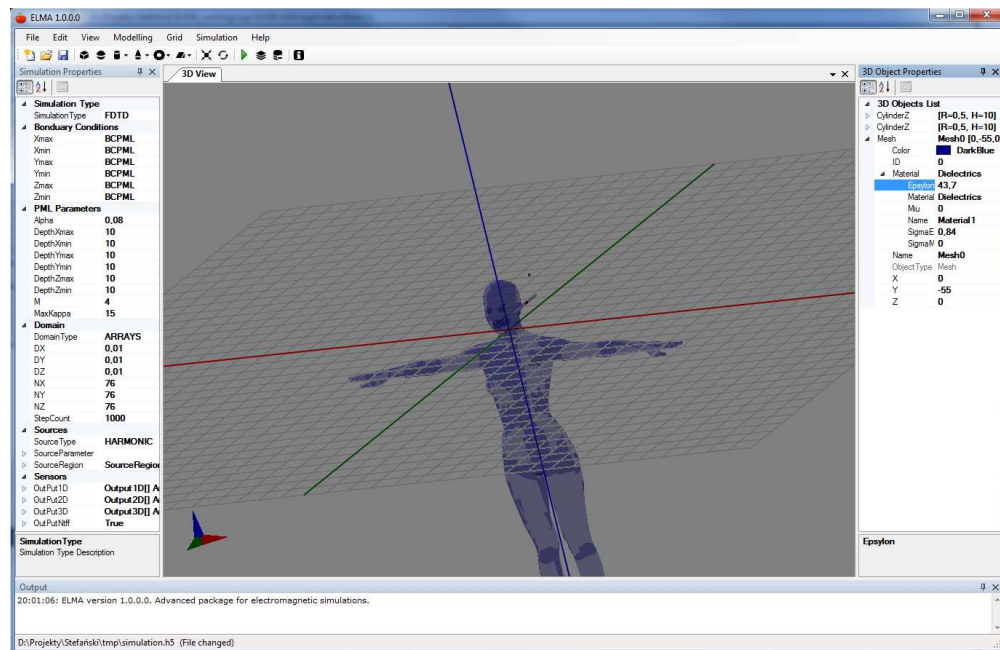 ELMA 1.0.0.0
File Edit View Modelling Grid Simulation Help
Simulation Properties
Simulation Type
SimulationType FDTD
Bonduary Conditions
Xmax BCPML
Xmin BCPML
Ymax BCPML
Ymin BCPML
Zmax BCPML
Zmin BCPML
PML Parameters
Alpha 0,08
DepthXmax 10
DepthXmin 10
DepthYmax 10
DepthYmin 10
DepthZmax 10
DepthZmin 10
M 4
MaxKappa 15
Domain
DomainType ARRAYS
DX 0,01
DY 0,01
DZ 0,01
NX 76
NY 76
NZ 76
StepCount 1000
Sources
SourceType HARMONIC
SourceParameter
SourceRegion SourceRegio
Sensors
OutPut1D Output1D[] A
OutPut2D Output2D[] A
OutPut3D Output3D[] A
OutPutNtff True
SimulationType
Simulation Type Description
3D View
3D Object Properties
3D Objects List
CylinderZ [R=0,5, H=10]
CylinderZ [R=0,5, H=10]
Mesh Mesh0 [0,-55,0
Color DarkBlue
ID 0
Material Dielectrics
Epsylon 43,7
Material Dielectrics
Miu 0
Name Material1
SigmaE 0,84
SigmaM 0
Name Mesh0
ObjectType Mesh
X 0
Y -55
Z 0
Epsylon
Output
20:01:06: ELMA version 1.0.0.0. Advanced package for electromagnetic simulations.
D:\Projekty\Stefański\tmp\simulation.h5 (File changed)